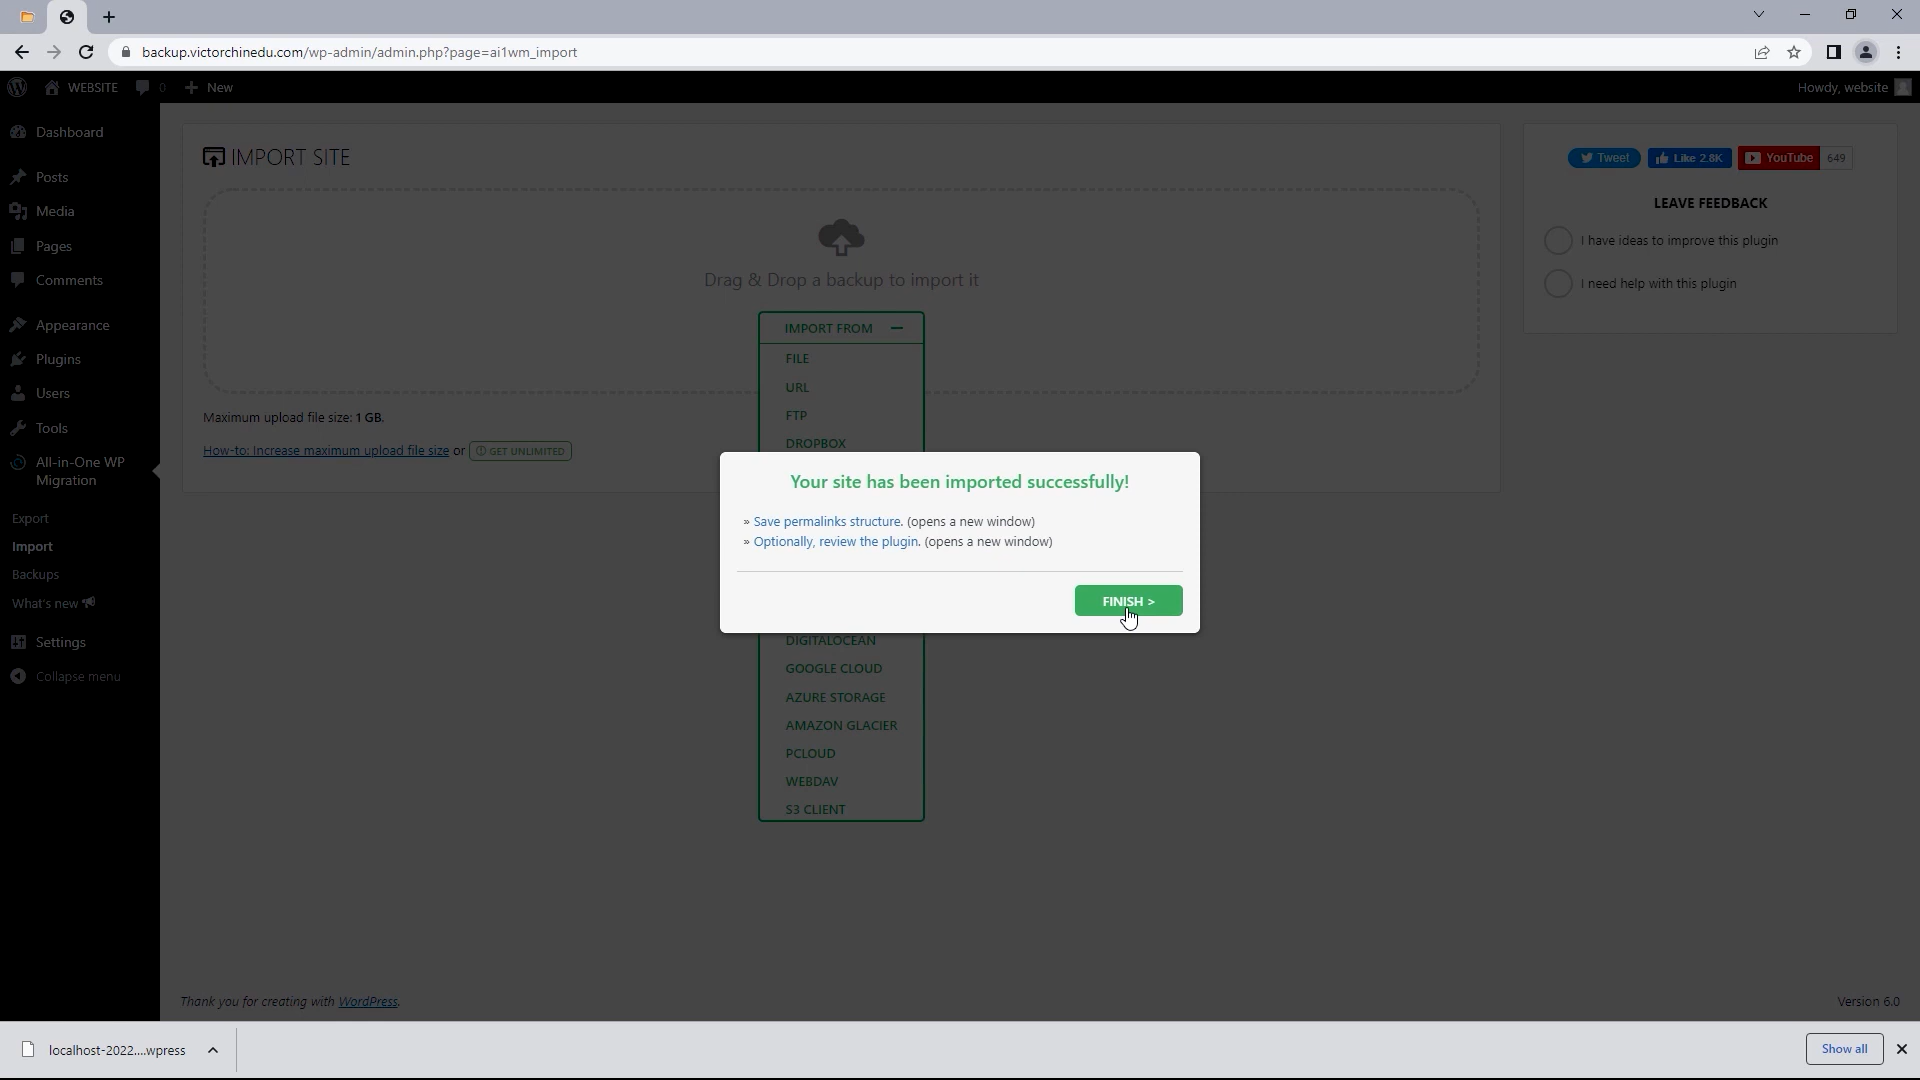 backup.victorchinedu.com/wp-admin/admin.php?page=ai1wm_import
WEBSITE 0 New
Howdy, website
Dashboard
Posts
Media
Pages
Comments
Appearance
Plugins
Users
Tools
All-in-One WP
Migration
Export
Import
Backups
What's new
Settings
Collapse menu
IMPORT SITE
Drag & Drop a backup to import it
IMPORT FROM
FILE
URL
FTP
DROPBOX
Maximum upload file size: 1 GB.
How-to: Increase maximum upload file size or GET UNLIMITED
Your site has been imported successfully!
» Save permalinks structure. (opens a new window)
» Optionally, review the plugin. (opens a new window)
FINISH >
DIGITALOCEAN
GOOGLE CLOUD
AZURE STORAGE
AMAZON GLACIER
PCLOUD
WEBDAV
S3 CLIENT
Tweet Like 2.8K YouTube 649
LEAVE FEEDBACK
I have ideas to improve this plugin
I need help with this plugin
Thank you for creating with WordPress.
Version 6.0
localhost-2022....wpress
Show all